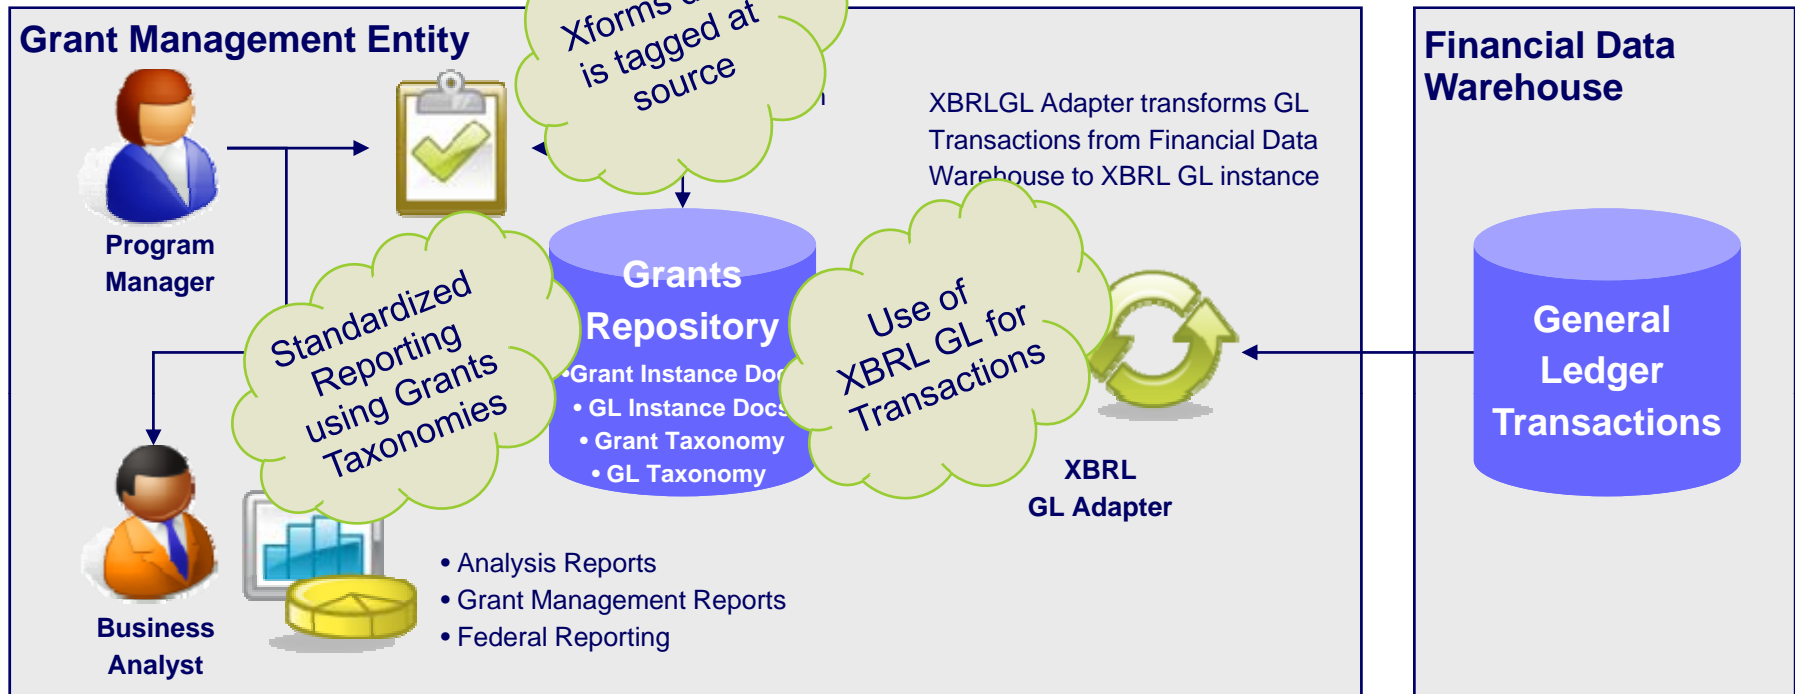 Grant Management Entity
Xforms
is tagged at
source
XBRLGL Adapter transforms GL
Transactions from Financial Data
Warehouse to XBRL GL instance
Financial Data
Warehouse
Program
Manager
Standardized
Reporting
using Grants
Taxonomies
Grants
Repository
•Grant Instance Doc
• GL Instance Docs
• Grant Taxonomy
• GL Taxonomy
Use of
XBRL GL for
Transactions
XBRL
GL Adapter
General
Ledger
Transactions
Business
Analyst
• Analysis Reports
• Grant Management Reports
• Federal Reporting